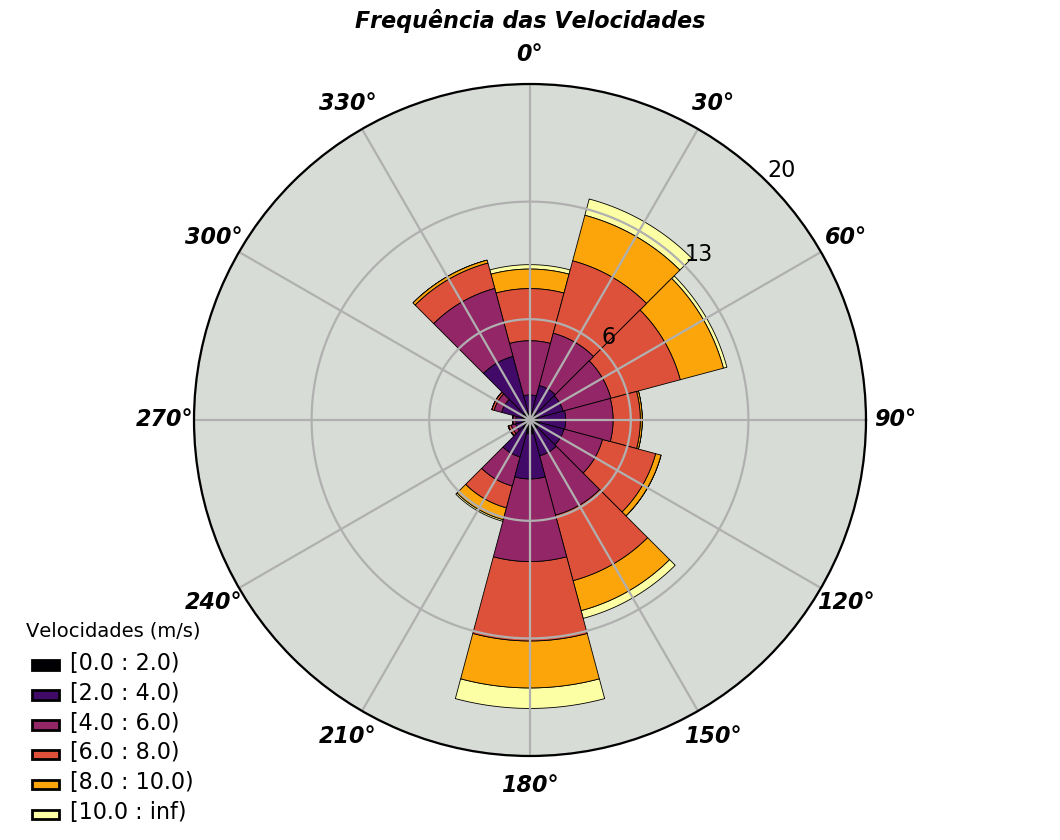 Frequência das Velocidades
0°
330°
30°
20
300°
60°
13
6
270°
90°
240°
120°
210°
150°
180°
Velocidades (m/s)
[0.0 : 2.0)
[2.0 : 4.0)
[4.0 : 6.0)
[6.0 : 8.0)
[8.0 : 10.0)
[10.0 : inf)